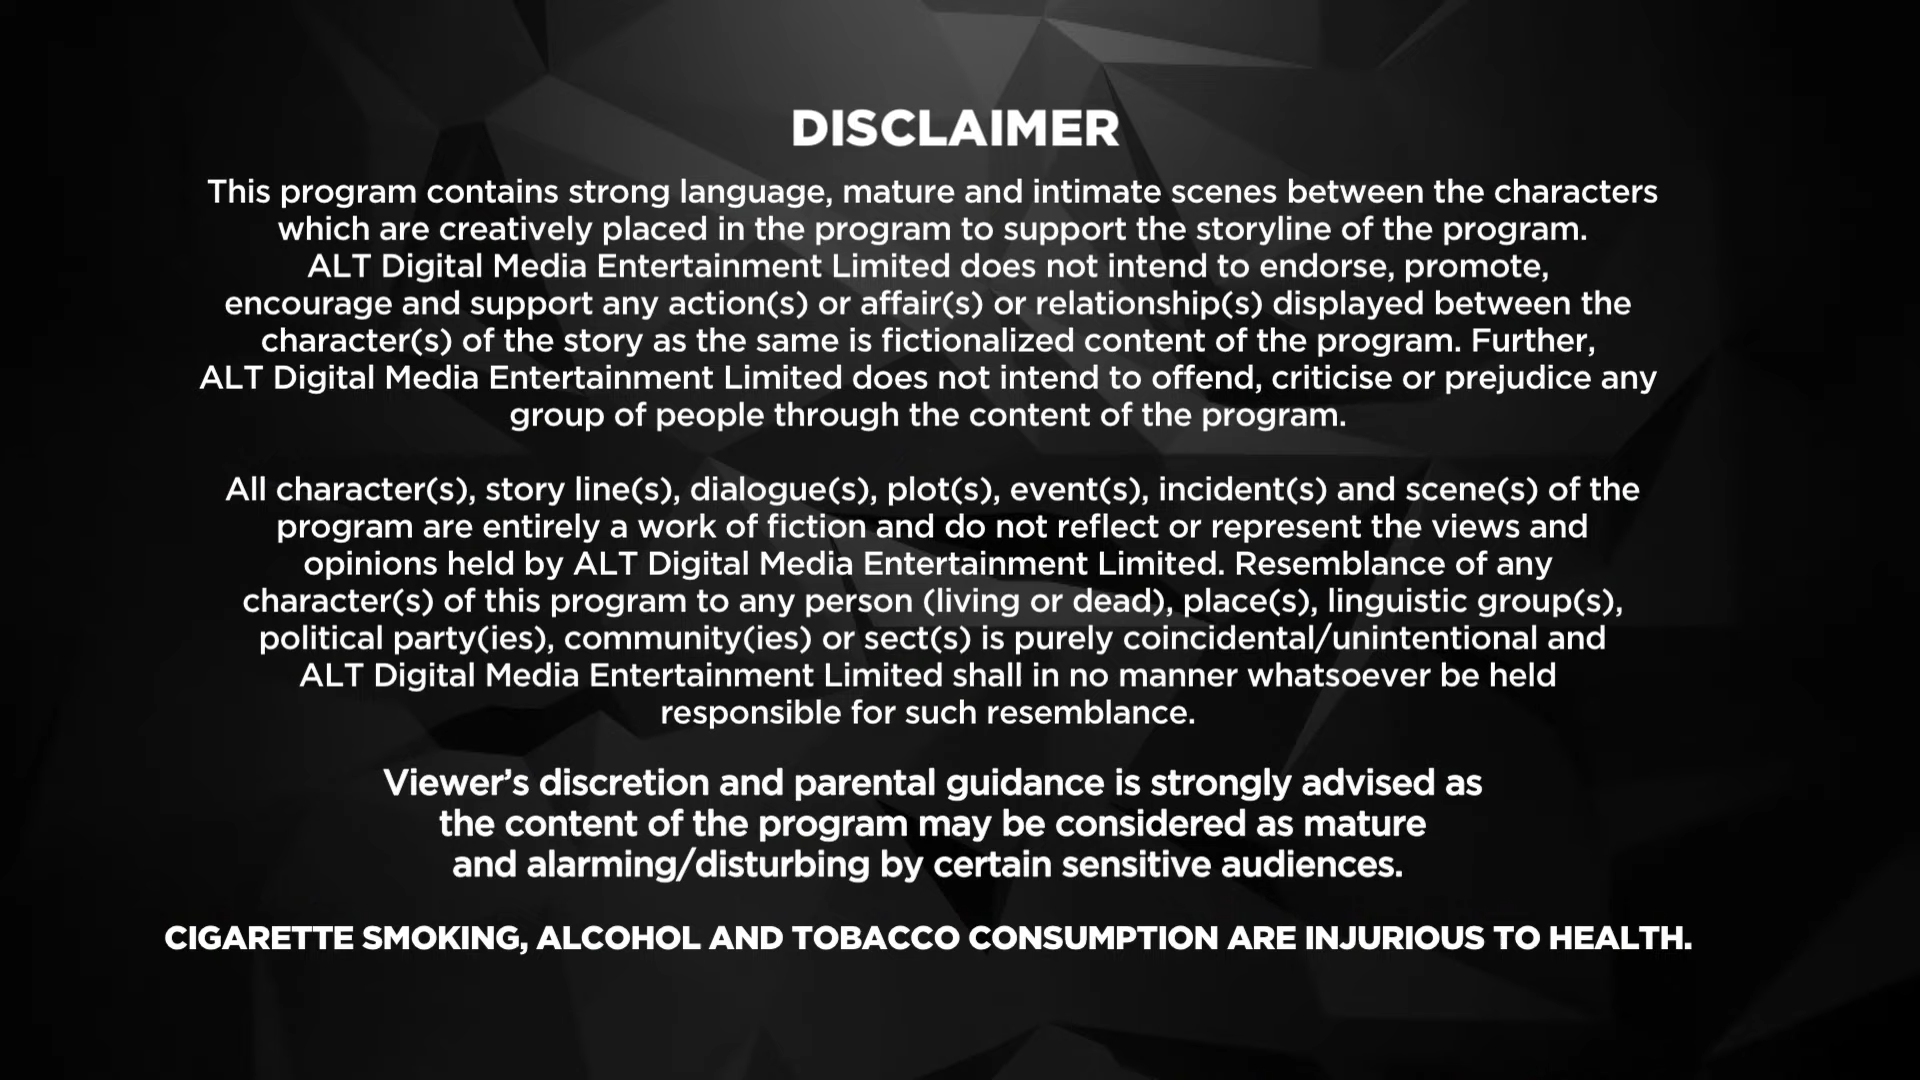 DISCLAIMER
This program contains strong language, mature and intimate scenes between the characters
which are creatively placed in the program to support the storyline of the program.
ALT Digital Media Entertainment Limited does not intend to endorse, promote,
encourage and support any action(s) or affair(s) or relationship(s) displayed between the
character(s) of the story as the same is fictionalized content of the program. Further,
ALT Digital Media Entertainment Limited does not intend to offend, criticise or prejudice any
group of people through the content of the program.
All character(s), story line(s), dialogue(s), plot(s), event(s), incident(s) and scene(s) of the
program are entirely a work of fiction and do not reflect or represent the views and
opinions held by ALT Digital Media Entertainment Limited. Resemblance of any
character(s) of this program to any person (living or dead), place(s), linguistic group(s),
political party(ies), community(ies) or sect(s) is purely coincidental/unintentional and
ALT Digital Media Entertainment Limited shall in no manner whatsoever be held
responsible for such resemblance.
Viewer’s discretion and parental guidance is strongly advised as
the content of the program may be considered as mature
and alarming/disturbing by certain sensitive audiences.
CIGARETTE SMOKING, ALCOHOL AND TOBACCO CONSUMPTION ARE INJURIOUS TO HEALTH.